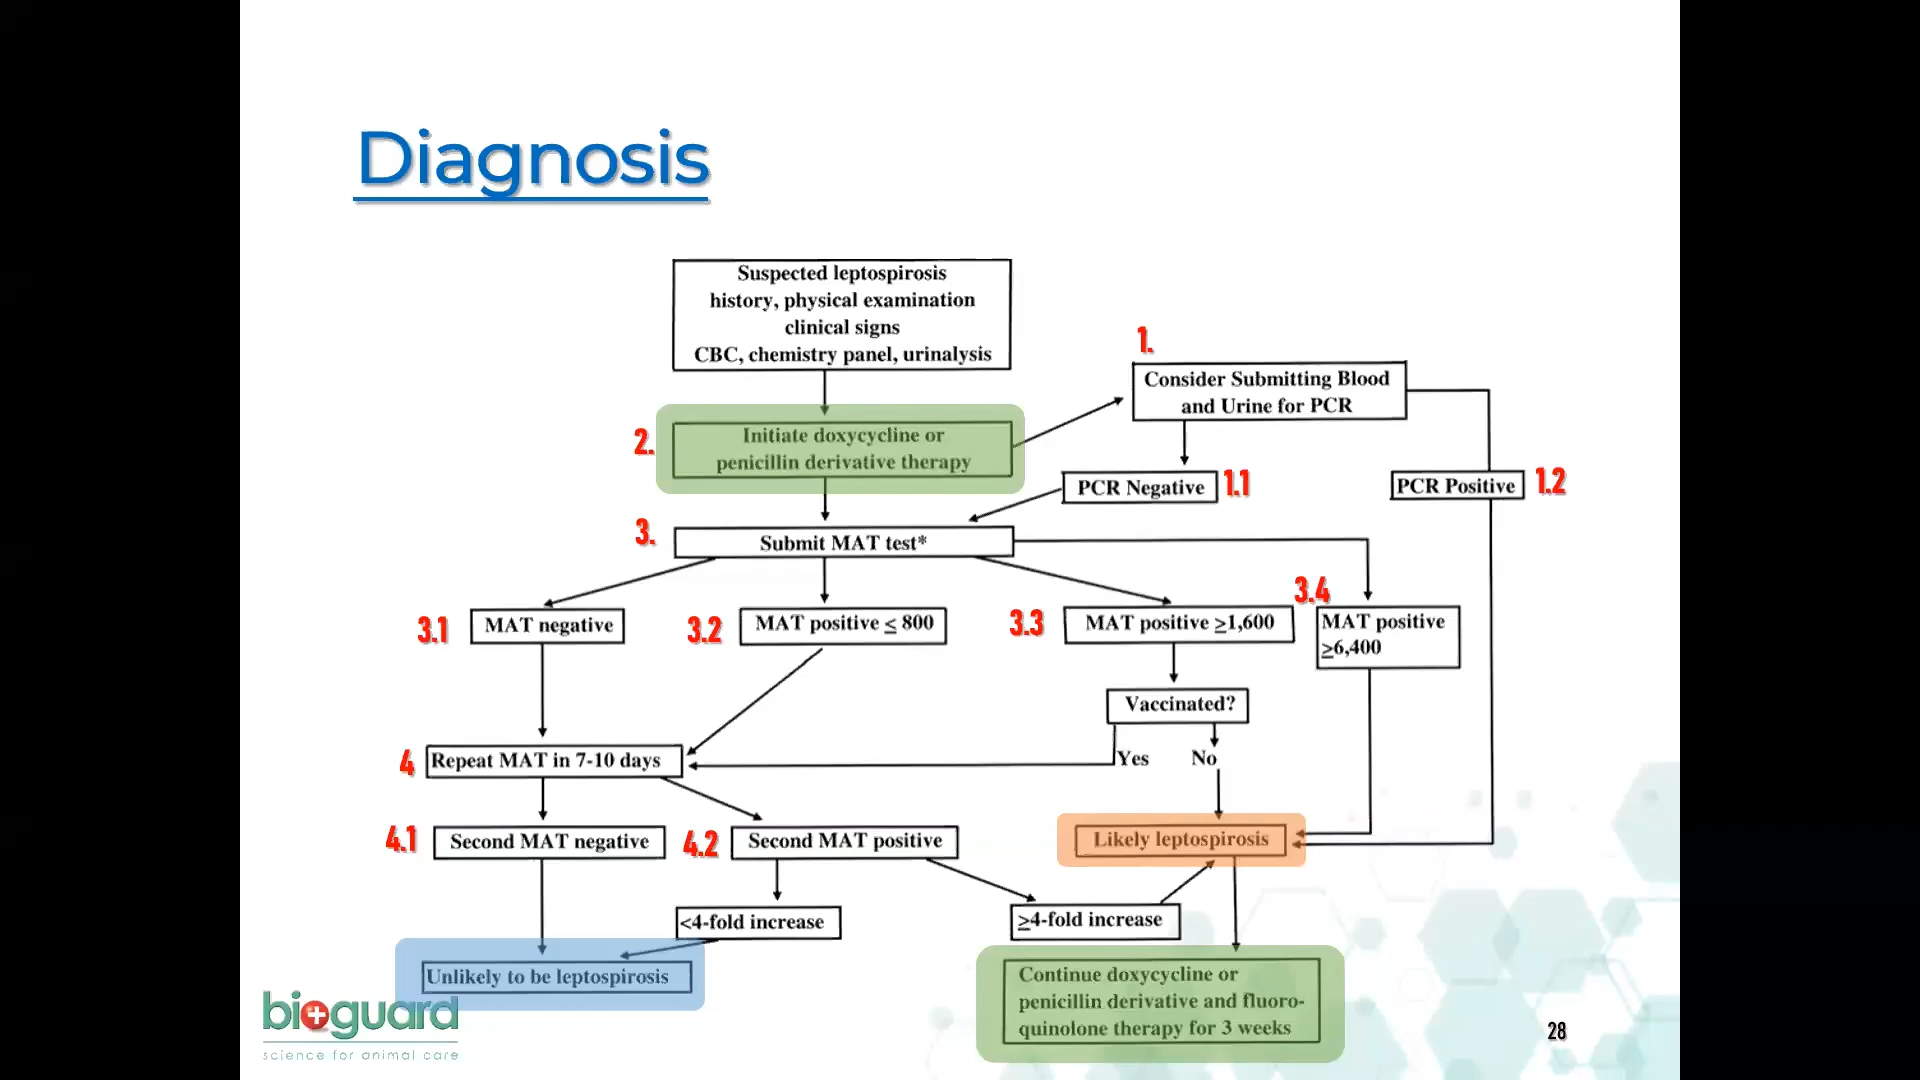 Diagnosis
Suspected leptospirosis
history, physical examination
clinical signs
CBC, chemistry panel, urinalysis
1.
Consider Submitting Blood
and Urine for PCR
2.
Initiate doxycycline or
penicillin derivative therapy
PCR Negative
1.1
PCR Positive
1.2
3.
Submit MAT test*
3.1
MAT negative
3.2
MAT positive ≤ 800
3.3
MAT positive ≥1,600
3.4
MAT positive
≥6,400
Vaccinated?
Yes
No
4
Repeat MAT in 7-10 days
4.1
Second MAT negative
4.2
Second MAT positive
Likely leptospirosis
<4-fold increase
≥4-fold increase
Unlikely to be leptospirosis
Continue doxycycline or
penicillin derivative and fluoro-
quinolone therapy for 3 weeks
bioguard
science for animal care
28